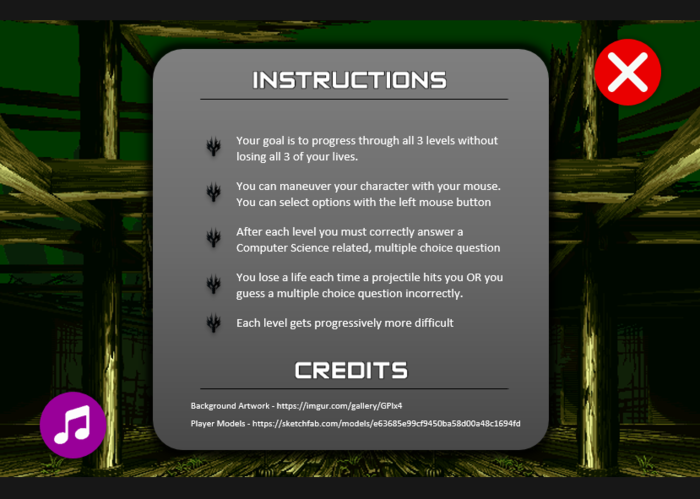 INSTRUCTIONS
Your goal is to progress through all 3 levels without
losing all 3 of your lives.
You can maneuver your character with your mouse.
You can select options with the left mouse button
After each level you must correctly answer a
Computer Science related, multiple choice question
You lose a life each time a projectile hits you OR you
guess a multiple choice question incorrectly.
Each level gets progressively more difficult
CREDITS
Background Artwork - https://imgur.com/gallery/GPlx4
Player Models - https://sketchfab.com/models/e63685e99cf9450ba58d00a48c1694fd